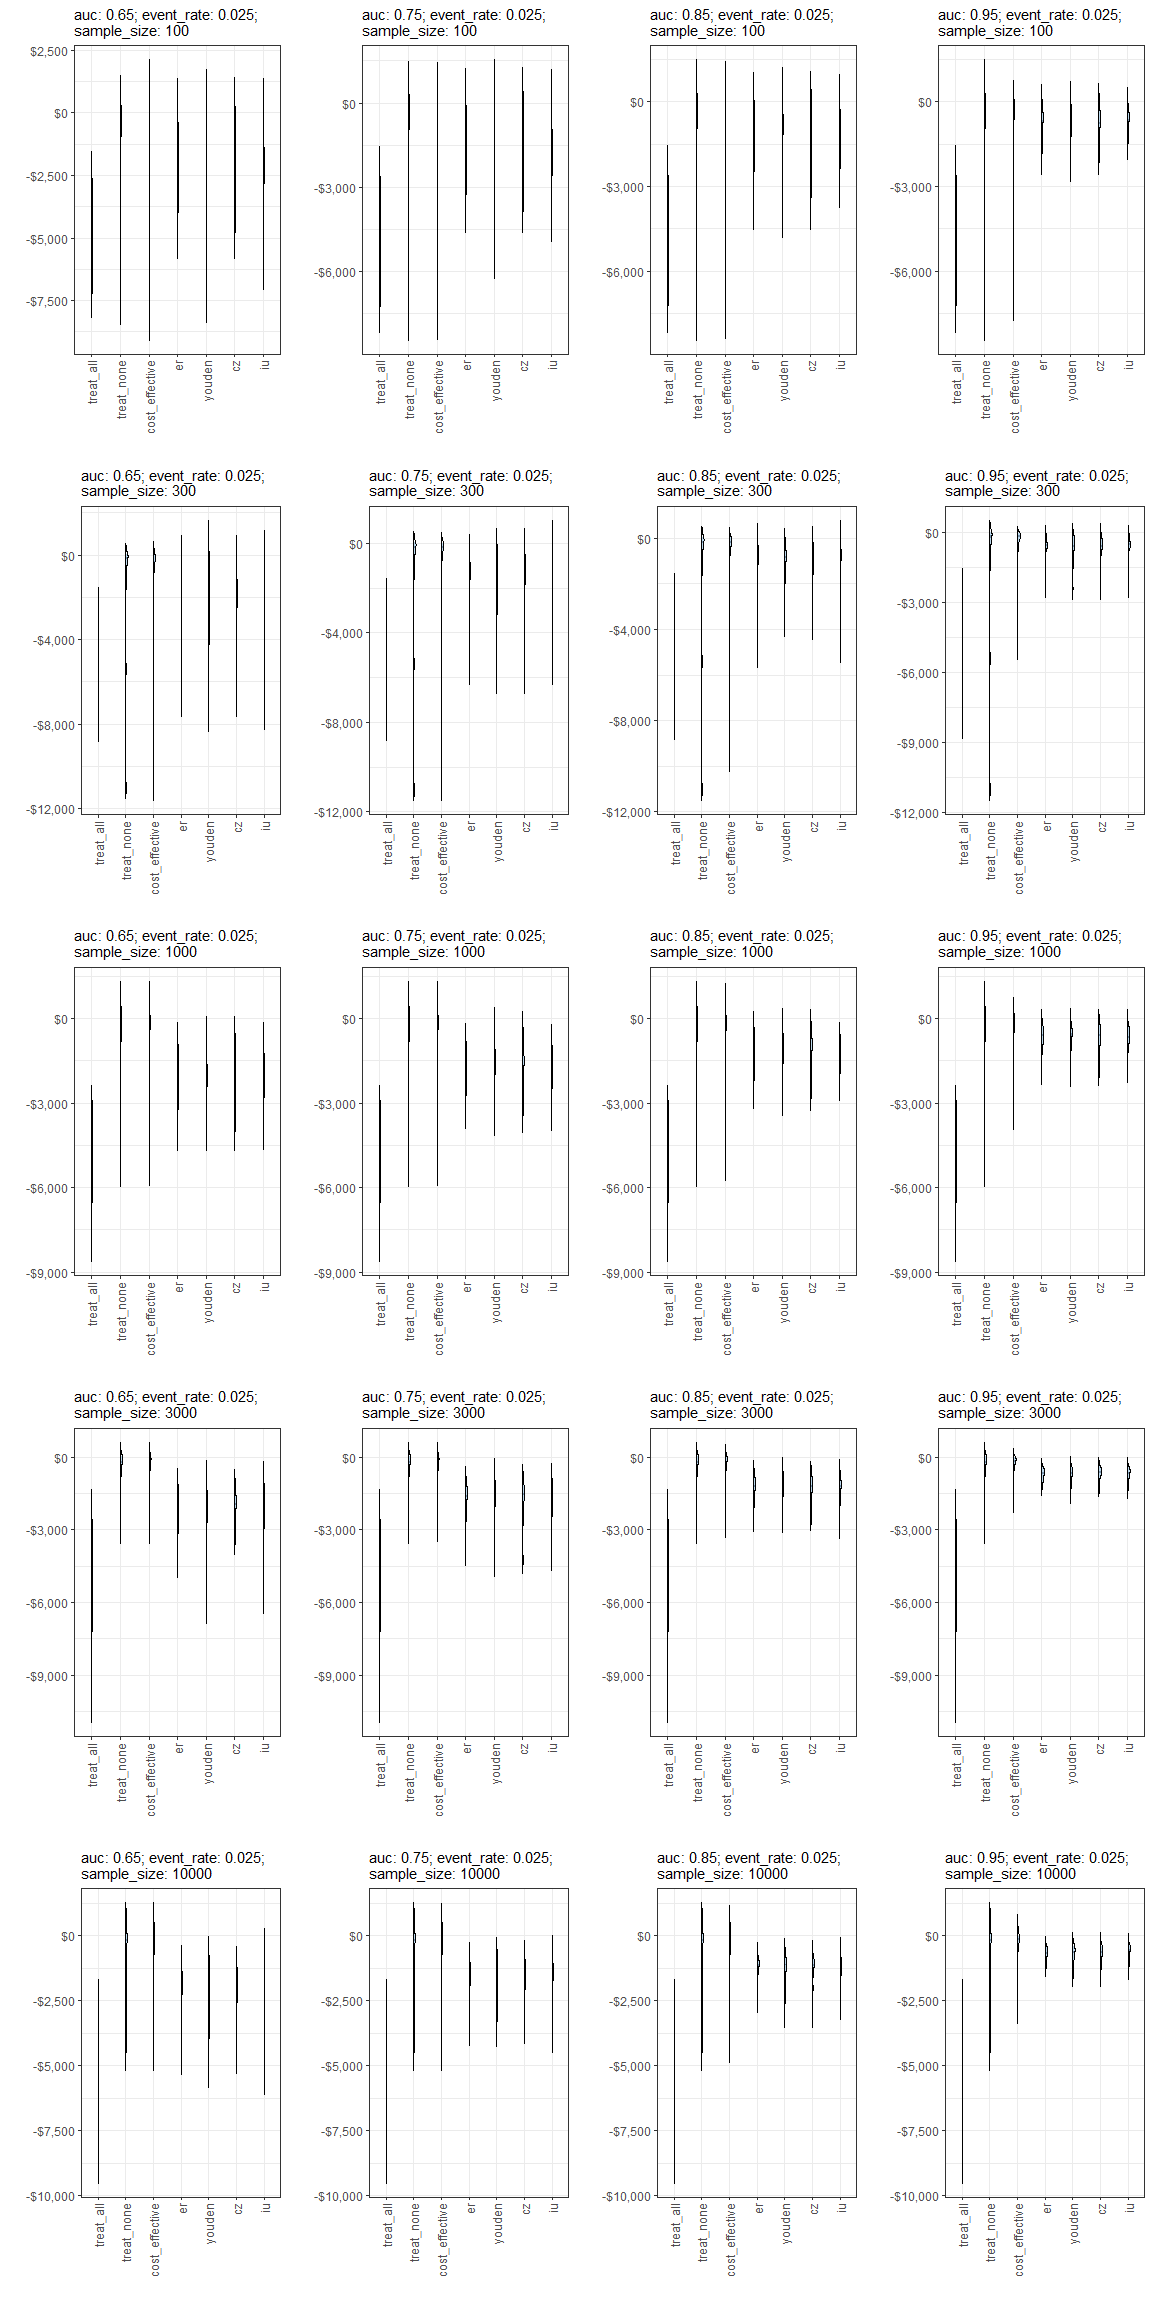 auc: 0.65; event_rate: 0.025;
sample_size: 100
$2,500
$0
-$2,500
-$5,000
-$7,500
treat_all
treat_none
cost_effective
er
youden
cz
iu
auc: 0.75; event_rate: 0.025;
sample_size: 100
$0
-$3,000
-$6,000
treat_all
treat_none
cost_effective
er
youden
cz
iu
auc: 0.85; event_rate: 0.025;
sample_size: 100
$0
-$3,000
-$6,000
treat_all
treat_none
cost_effective
er
youden
cz
iu
auc: 0.95; event_rate: 0.025;
sample_size: 100
$0
-$3,000
-$6,000
treat_all
treat_none
cost_effective
er
youden
cz
iu
auc: 0.65; event_rate: 0.025;
sample_size: 300
$0
-$4,000
-$8,000
-$12,000
treat_all
treat_none
cost_effective
er
youden
cz
iu
auc: 0.75; event_rate: 0.025;
sample_size: 300
$0
-$4,000
-$8,000
-$12,000
treat_all
treat_none
cost_effective
er
youden
cz
iu
auc: 0.85; event_rate: 0.025;
sample_size: 300
$0
-$4,000
-$8,000
-$12,000
treat_all
treat_none
cost_effective
er
youden
cz
iu
auc: 0.95; event_rate: 0.025;
sample_size: 300
$0
-$3,000
-$6,000
-$9,000
-$12,000
treat_all
treat_none
cost_effective
er
youden
cz
iu
auc: 0.65; event_rate: 0.025;
sample_size: 1000
$0
-$3,000
-$6,000
-$9,000
treat_all
treat_none
cost_effective
er
youden
cz
iu
auc: 0.75; event_rate: 0.025;
sample_size: 1000
$0
-$3,000
-$6,000
-$9,000
treat_all
treat_none
cost_effective
er
youden
cz
iu
auc: 0.85; event_rate: 0.025;
sample_size: 1000
$0
-$3,000
-$6,000
-$9,000
treat_all
treat_none
cost_effective
er
youden
cz
iu
auc: 0.95; event_rate: 0.025;
sample_size: 1000
$0
-$3,000
-$6,000
-$9,000
treat_all
treat_none
cost_effective
er
youden
cz
iu
auc: 0.65; event_rate: 0.025;
sample_size: 3000
$0
-$3,000
-$6,000
-$9,000
treat_all
treat_none
cost_effective
er
youden
cz
iu
auc: 0.75; event_rate: 0.025;
sample_size: 3000
$0
-$3,000
-$6,000
-$9,000
treat_all
treat_none
cost_effective
er
youden
cz
iu
auc: 0.85; event_rate: 0.025;
sample_size: 3000
$0
-$3,000
-$6,000
-$9,000
treat_all
treat_none
cost_effective
er
youden
cz
iu
auc: 0.95; event_rate: 0.025;
sample_size: 3000
$0
-$3,000
-$6,000
-$9,000
treat_all
treat_none
cost_effective
er
youden
cz
iu
auc: 0.65; event_rate: 0.025;
sample_size: 10000
$0
-$2,500
-$5,000
-$7,500
-$10,000
treat_all
treat_none
cost_effective
er
youden
cz
iu
auc: 0.75; event_rate: 0.025;
sample_size: 10000
$0
-$2,500
-$5,000
-$7,500
-$10,000
treat_all
treat_none
cost_effective
er
youden
cz
iu
auc: 0.85; event_rate: 0.025;
sample_size: 10000
$0
-$2,500
-$5,000
-$7,500
-$10,000
treat_all
treat_none
cost_effective
er
youden
cz
iu
auc: 0.95; event_rate: 0.025;
sample_size: 10000
$0
-$2,500
-$5,000
-$7,500
-$10,000
treat_all
treat_none
cost_effective
er
youden
cz
iu